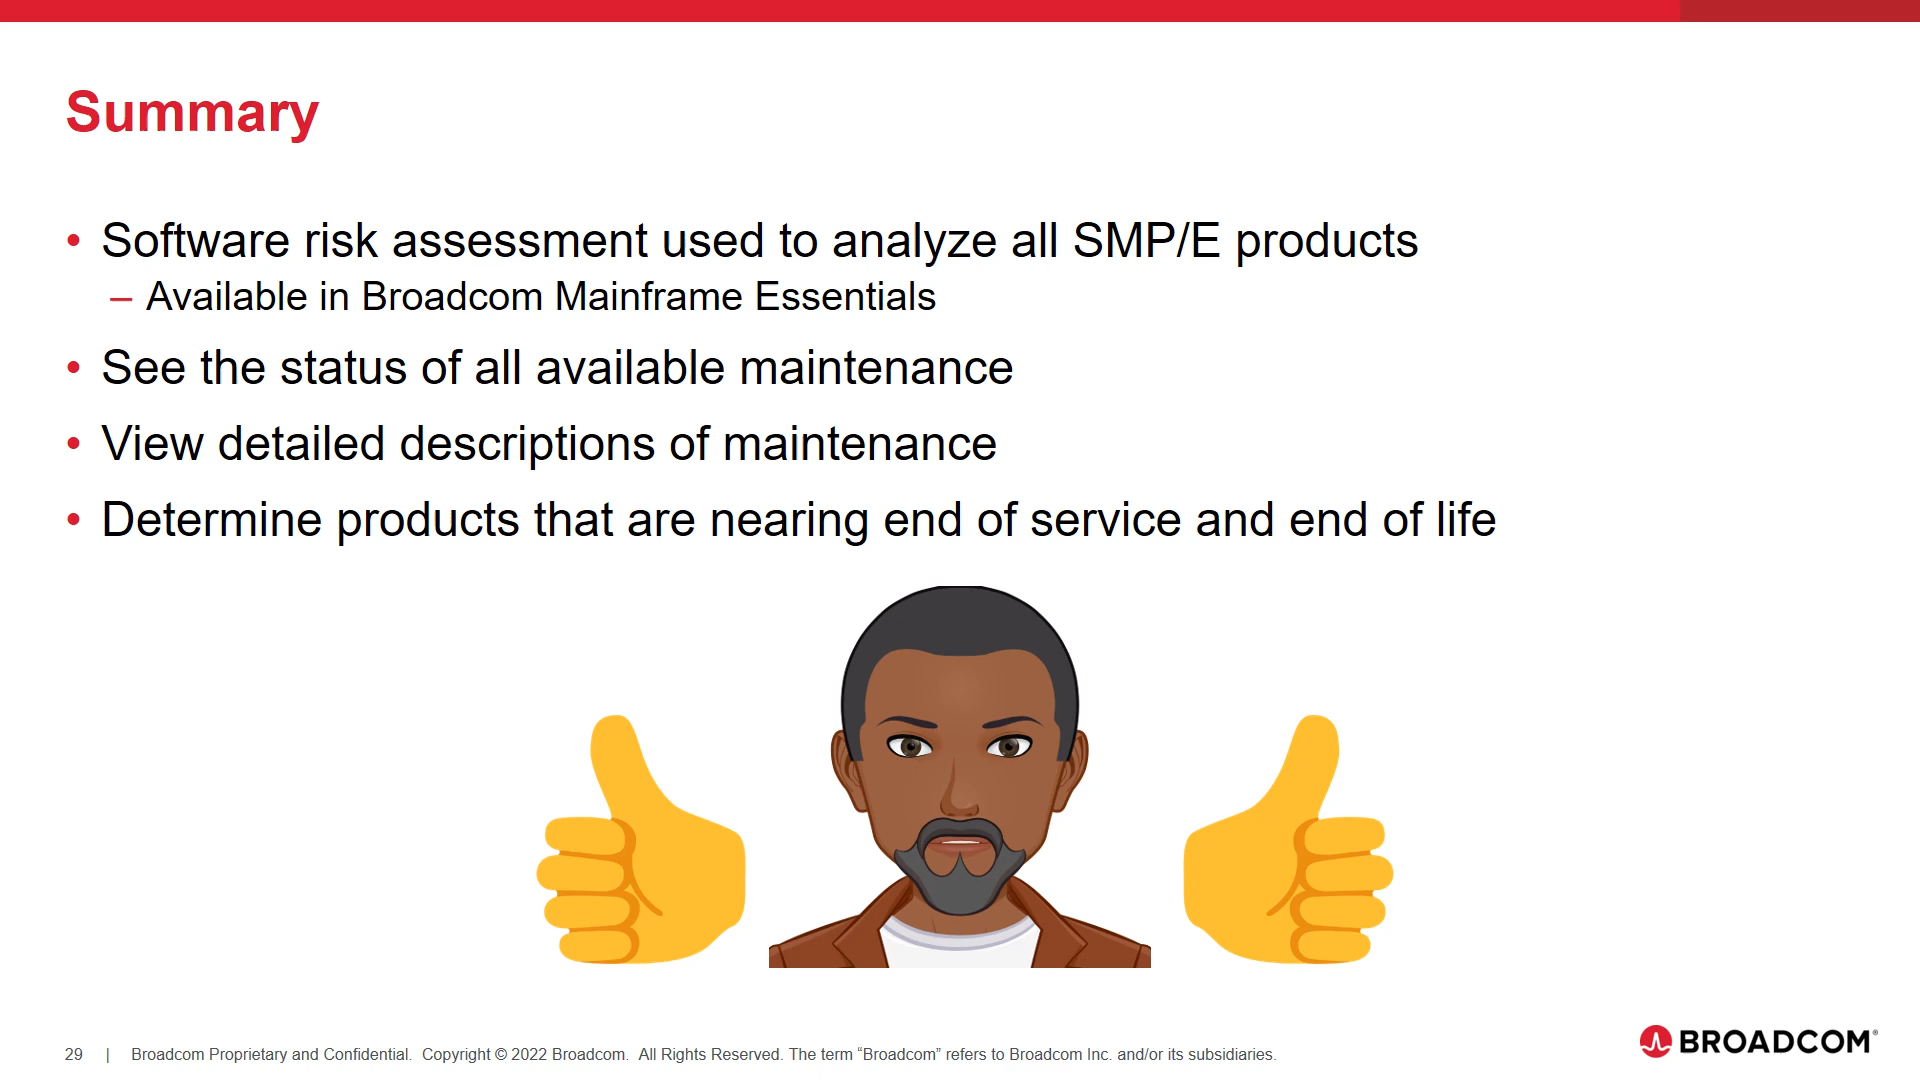 Summary
• Software risk assessment used to analyze all SMP/E products
– Available in Broadcom Mainframe Essentials
• See the status of all available maintenance
• View detailed descriptions of maintenance
• Determine products that are nearing end of service and end of life
29 | Broadcom Proprietary and Confidential. Copyright © 2022 Broadcom. All Rights Reserved. The term “Broadcom” refers to Broadcom Inc. and/or its subsidiaries.
BROADCOM®